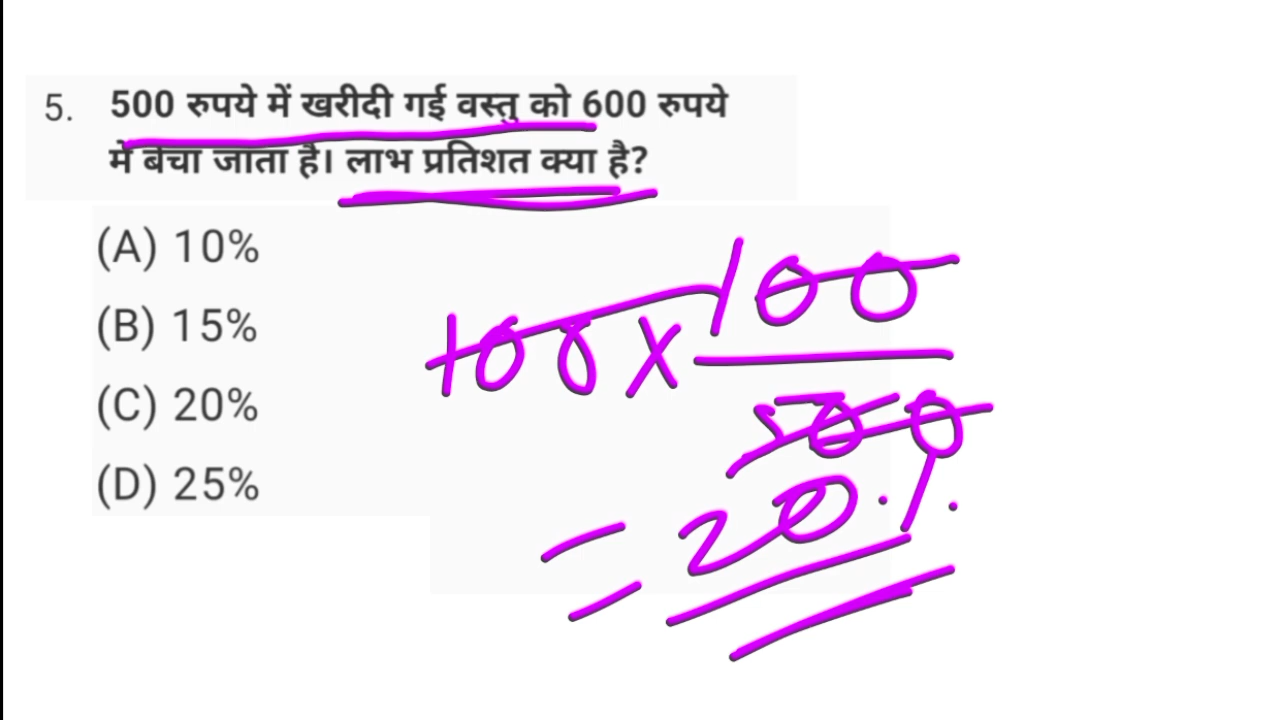 5. 500 रुपये में खरीदी गई वस्तु को 600 रुपये
में बेचा जाता है। लाभ प्रतिशत क्या है?
(A) 10%
(B) 15%
(C) 20%
(D) 25%
100 x 100
500
= 20%